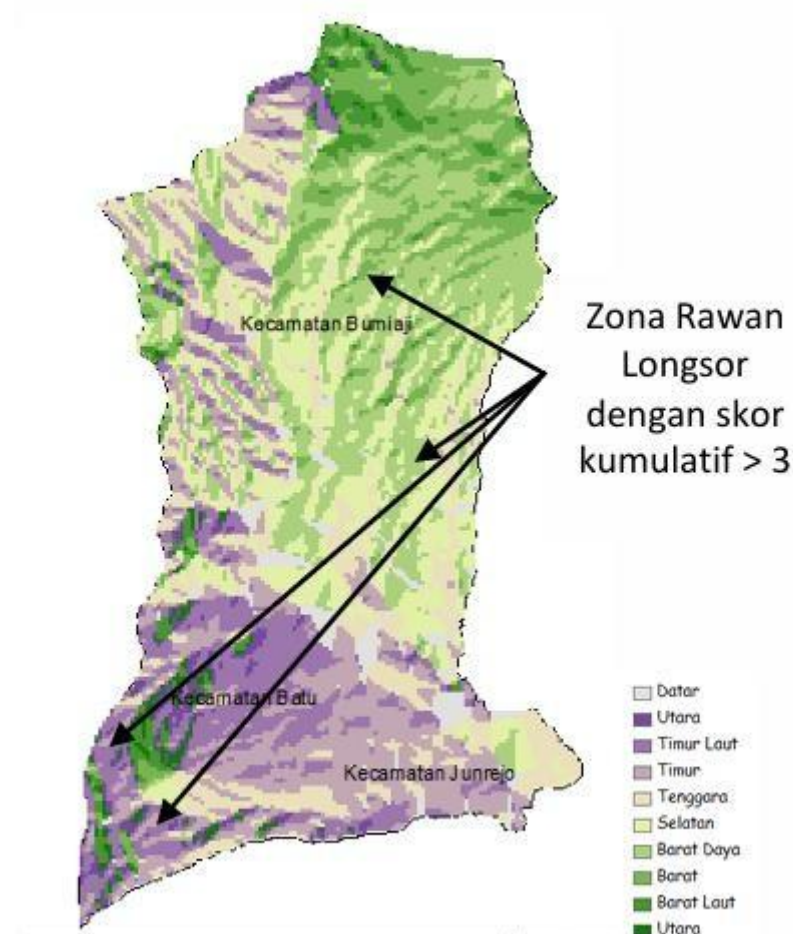 Kecamatan Bumiaji
Zona Rawan
Longsor
dengan skor
kumulatif > 3
Kecamatan Batu
Kecamatan Junrejo
Datar
Utara
Timur Laut
Timur
Tenggara
Selatan
Barat Daya
Barat
Barat Laut
Utara